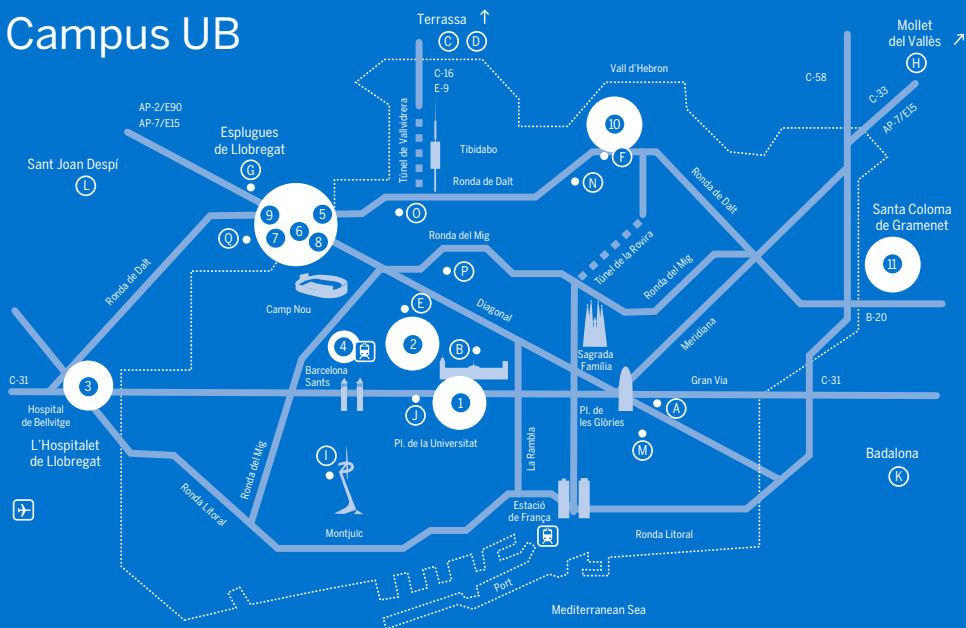 Campus UB
Terrassa ↑
C D
Mollet
del Vallès ↗
H
C-16
E-9
Vall d'Hebron
C-58
C-33
AP-7/E15
AP-2/E90
AP-7/E15
Esplugues
de Llobregat
G
Sant Joan Despí
L
Túnel de Vallvidrera
Tibidabo
10
F
N
Ronda de Dalt
Ronda de Dalt
Santa Coloma
de Gramenet
11
9
5
6
7
8
Q
O
Ronda del Mig
P
Túnel de la Rovira
Ronda del Mig
Ronda de Dalt
Camp Nou
E
Diagonal
B-20
4
2
B
Barcelona
Sants
Sagrada
Família
Meridiana
C-31
3
Gran Via
C-31
Hospital
de Bellvitge
J
1
A
Pl. de
les Glòries
L'Hospitalet
de Llobregat
Pl. de la Universitat
M
I
La Rambla
Badalona
K
Ronda del Mig
Ronda Litoral
Montjuïc
Estació
de França
Ronda Litoral
Port
Mediterranean Sea